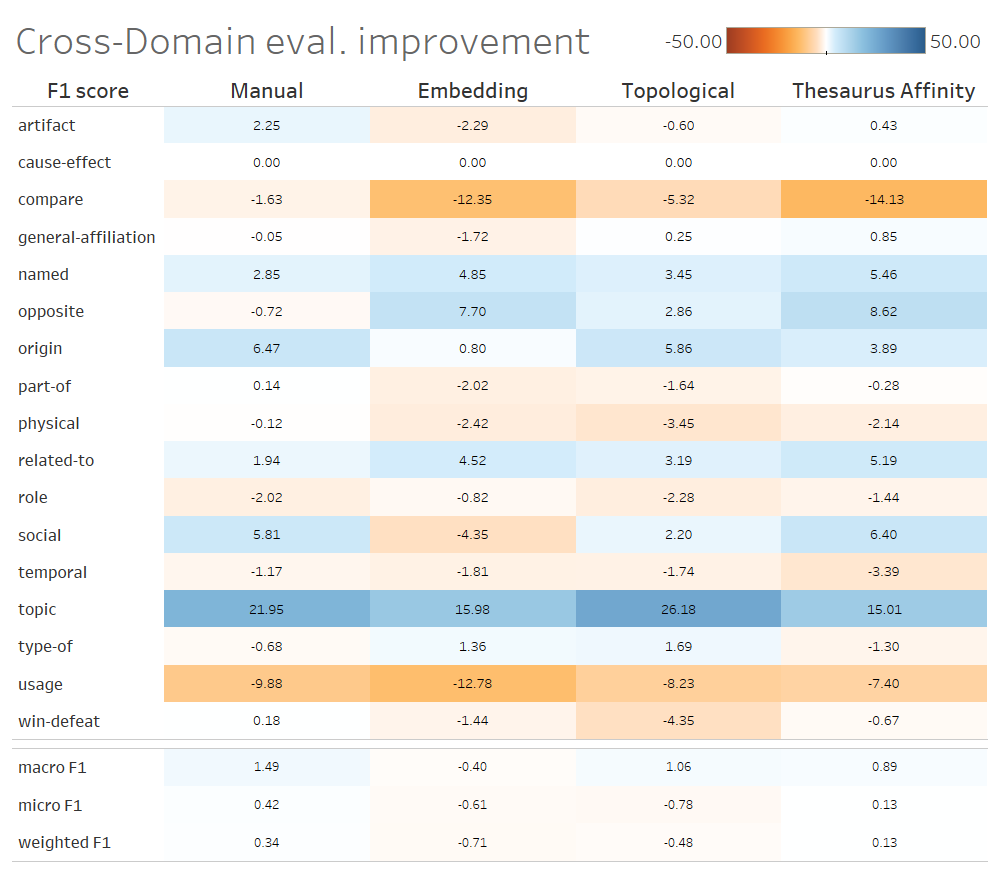 Cross-Domain eval. improvement -50.00 50.00
F1 score Manual Embedding Topological Thesaurus Affinity
artifact 2.25 -2.29 -0.60 0.43
cause-effect 0.00 0.00 0.00 0.00
compare -1.63 -12.35 -5.32 -14.13
general-affiliation -0.05 -1.72 0.25 0.85
named 2.85 4.85 3.45 5.46
opposite -0.72 7.70 2.86 8.62
origin 6.47 0.80 5.86 3.89
part-of 0.14 -2.02 -1.64 -0.28
physical -0.12 -2.42 -3.45 -2.14
related-to 1.94 4.52 3.19 5.19
role -2.02 -0.82 -2.28 -1.44
social 5.81 -4.35 2.20 6.40
temporal -1.17 -1.81 -1.74 -3.39
topic 21.95 15.98 26.18 15.01
type-of -0.68 1.36 1.69 -1.30
usage -9.88 -12.78 -8.23 -7.40
win-defeat 0.18 -1.44 -4.35 -0.67
macro F1 1.49 -0.40 1.06 0.89
micro F1 0.42 -0.61 -0.78 0.13
weighted F1 0.34 -0.71 -0.48 0.13